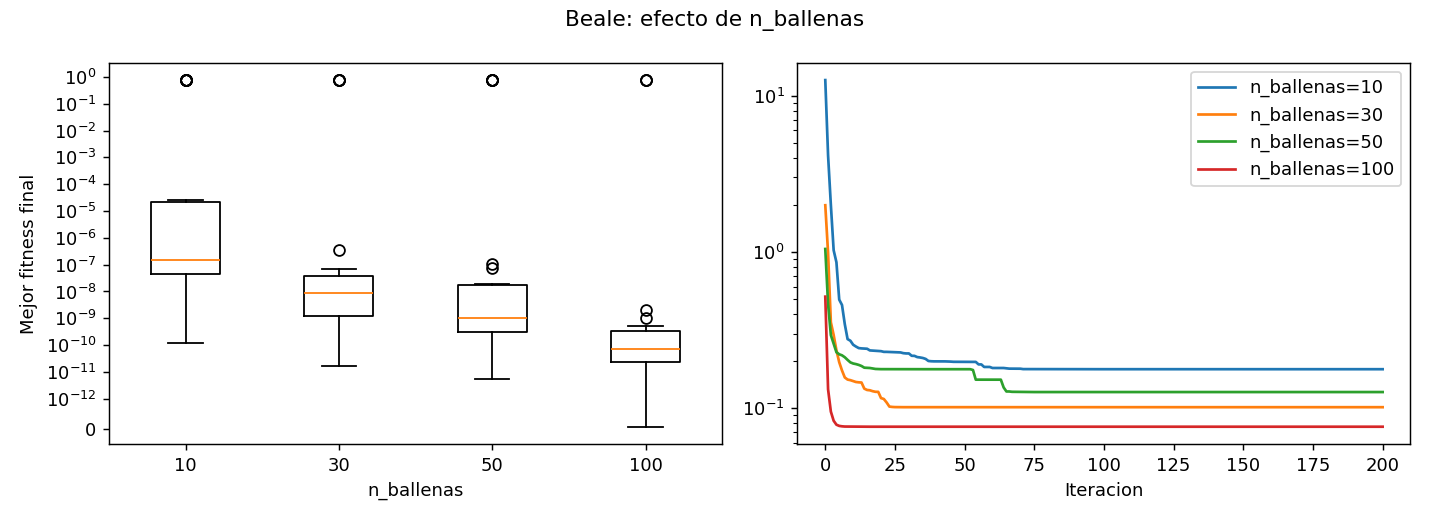 Beale: efecto de n_ballenas
Mejor fitness final
10⁰
10⁻¹
10⁻²
10⁻³
10⁻⁴
10⁻⁵
10⁻⁶
10⁻⁷
10⁻⁸
10⁻⁹
10⁻¹⁰
10⁻¹¹
10⁻¹²
0
10 30 50 100
n_ballenas
10¹
10⁰
10⁻¹
n_ballenas=10
n_ballenas=30
n_ballenas=50
n_ballenas=100
0 25 50 75 100 125 150 175 200
Iteracion